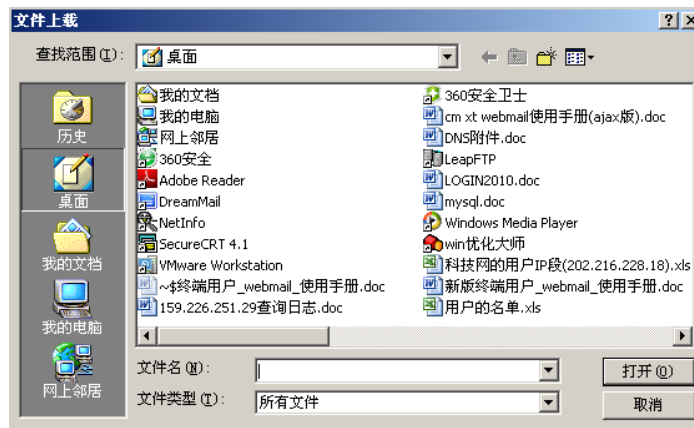 文件上载
查找范围(I):
桌面
历史
桌面
我的文档
我的电脑
网上邻居
我的文档
我的电脑
网上邻居
360安全
Adobe Reader
DreamMail
NetInfo
SecureCRT 4.1
VMware Workstation
~$终端用户_webmail_使用手册.doc
159.226.251.29查询日志.doc
360安全卫士
cm xt webmail使用手册(ajax版).doc
DNS附件.doc
LeapFTP
LOGIN2010.doc
mysql.doc
Windows Media Player
win优化大师
科技网的用户IP段(202.216.228.18).xls
新版终端用户_webmail_使用手册.doc
用户的名单.xls
文件名(N):
打开(O)
文件类型(T):
所有文件
取消